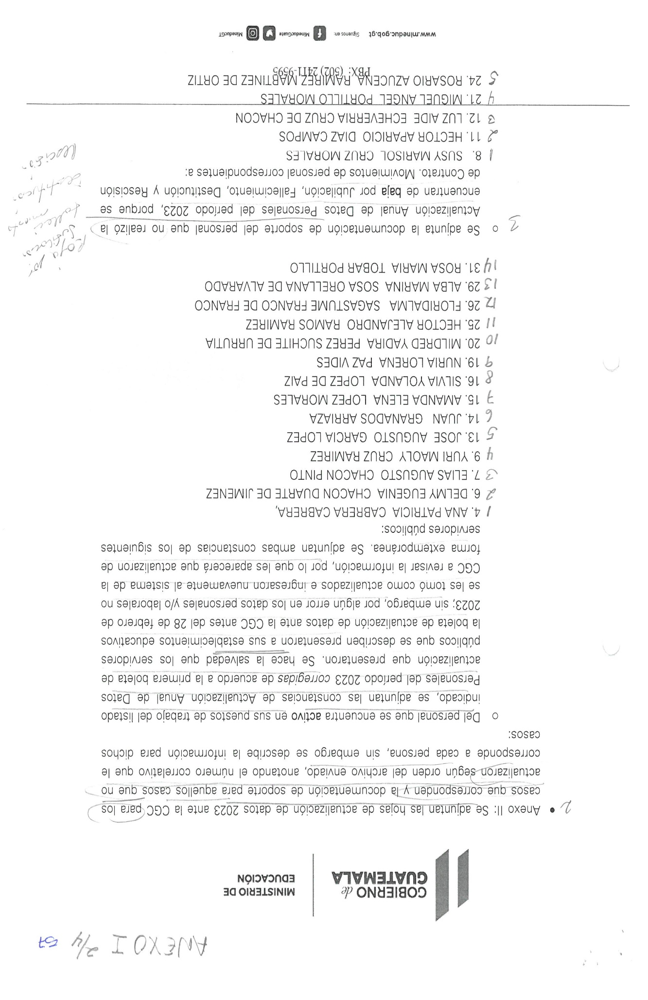 ANEXO I 2/4 57
GOBIERNO de
GUATEMALA
MINISTERIO DE
EDUCACIÓN
2 • Anexo II: Se adjuntan las hojas de actualización de datos 2023 ante la CGC para los
casos que corresponden y la documentación de soporte para aquellos casos que no
actualizaron según orden del archivo enviado, anotando el número correlativo que le
corresponde a cada persona, sin embargo se describe la información para dichos
casos:
o Del personal que se encuentra activo en sus puestos de trabajo del listado
indicado, se adjuntan las constancias de Actualización Anual de Datos
Personales del período 2023 corregidas de acuerdo a la primera boleta de
actualización que presentaron. Se hace la salvedad que los servidores
públicos que se describen presentaron a sus establecimientos educativos
la boleta de actualización de datos ante la CGC antes del 28 de febrero de
2023; sin embargo, por algún error en los datos personales y/o laborales no
se les tomó como actualizados e ingresaron nuevamente al sistema de la
CGC a revisar la información, por lo que les aparecerá que actualizaron de
forma extemporánea. Se adjuntan ambas constancias de los siguientes
servidores públicos:
1 4. ANA PATRICIA CABRERA CABRERA,
2 6. DELMY EUGENIA CHACON DUARTE DE JIMENEZ
3 7. ELIAS AUGUSTO CHACON PINTO
4 9. YURI MAOLY CRUZ RAMIREZ
5 13. JOSE AUGUSTO GARCIA LOPEZ
6 14. JUAN GRANADOS ARRIAZA
7 15. AMANDA ELENA LOPEZ MORALES
8 16. SILVIA YOLANDA LOPEZ DE PAIZ
9 19. NURIA LORENA PAZ VIDES
10 20. MILDRED YADIRA PEREZ SUCHITE DE URRUTIA
11 25. HECTOR ALEJANDRO RAMOS RAMIREZ
12 26. FLORIDALMA SAGASTUME FRANCO DE FRANCO
13 29. ALBA MARINA SOSA ORELLANA DE ALVARADO
14 31. ROSA MARIA TOBAR PORTILLO
3 o Se adjunta la documentación de soporte del personal que no realizó la
Actualización Anual de Datos Personales del período 2023, porque se
encuentran de baja por Jubilación, Fallecimiento, Destitución y Rescisión
de Contrato. Movimientos de personal correspondientes a:
1 8. SUSY MARISOL CRUZ MORALES
2 11. HECTOR APARICIO DIAZ CAMPOS
3 12. LUZ AIDE ECHEVERRIA CRUZ DE CHACON
4 21. MIGUEL ANGEL PORTILLO MORALES
5 24. ROSARIO AZUCENA RAMIREZ MARTINEZ DE ORTIZ
PBX: (502) 2411-9595
www.mineduc.gob.gt Síguenos en: MineducGuate MineducGT